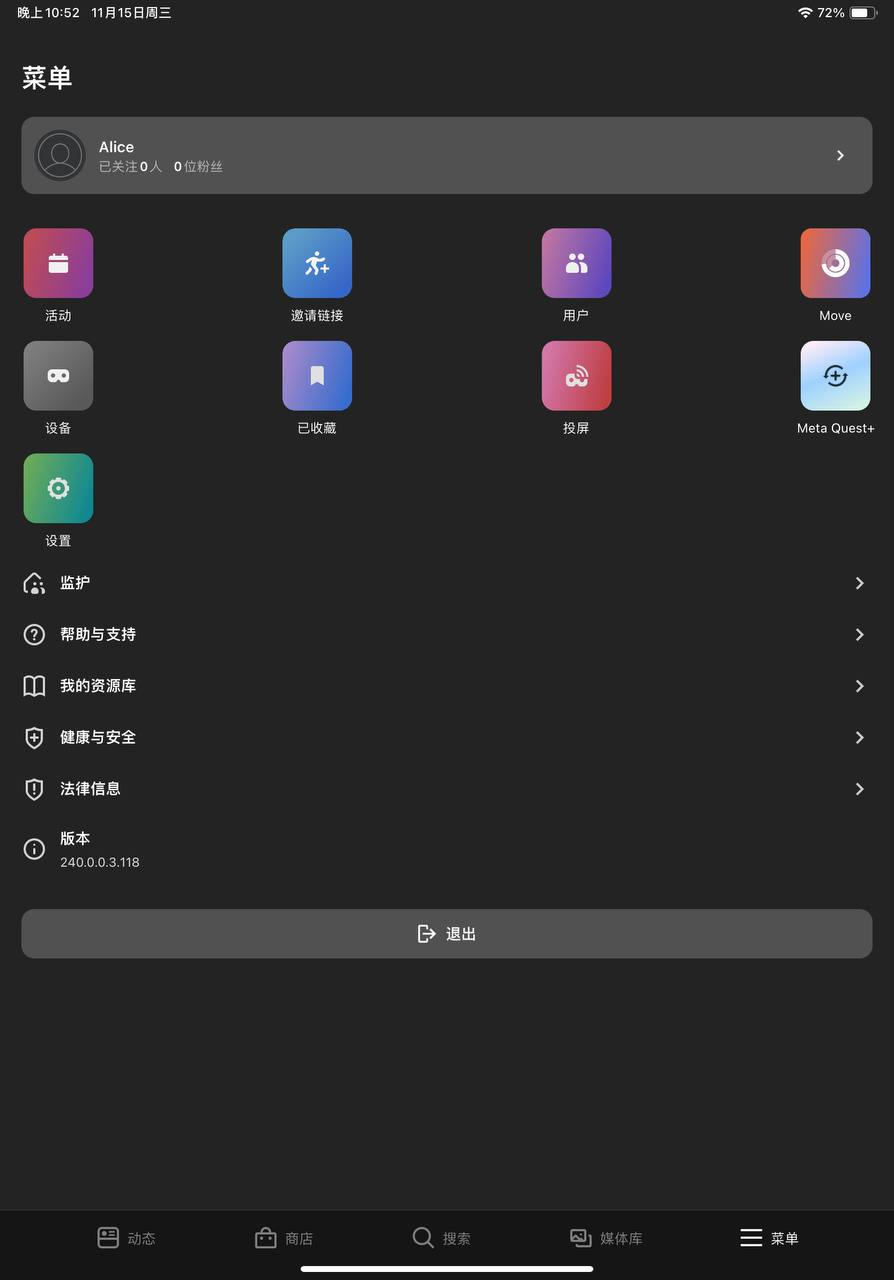 晚上10:52 11月15日周三 72%
菜单
Alice
已关注0人 0位粉丝
活动 邀请链接 用户 Move
设备 已收藏 投屏 Meta Quest+
设置
监护
帮助与支持
我的资源库
健康与安全
法律信息
版本
240.0.0.3.118
退出
动态 商店 搜索 媒体库 菜单